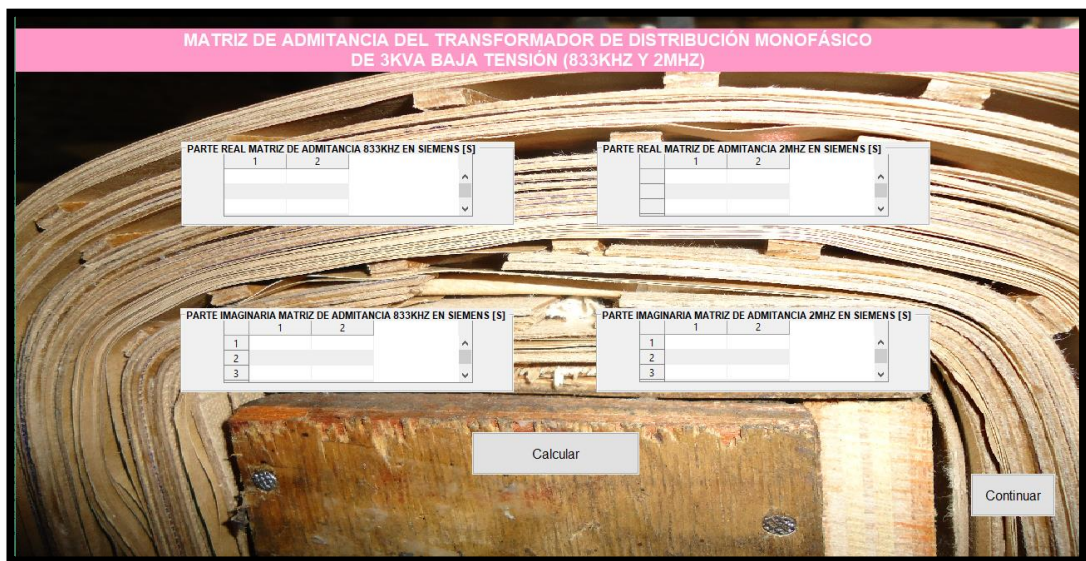 MATRIZ DE ADMITANCIA DEL TRANSFORMADOR DE DISTRIBUCIÓN MONOFÁSICO
DE 3KVA BAJA TENSIÓN (833KHZ Y 2MHZ)
PARTE REAL MATRIZ DE ADMITANCIA 833KHZ EN SIEMENS [S]
1 2
PARTE REAL MATRIZ DE ADMITANCIA 2MHZ EN SIEMENS [S]
1 2
PARTE IMAGINARIA MATRIZ DE ADMITANCIA 833KHZ EN SIEMENS [S]
1 2
1
2
3
PARTE IMAGINARIA MATRIZ DE ADMITANCIA 2MHZ EN SIEMENS [S]
1 2
1
2
3
Calcular
Continuar